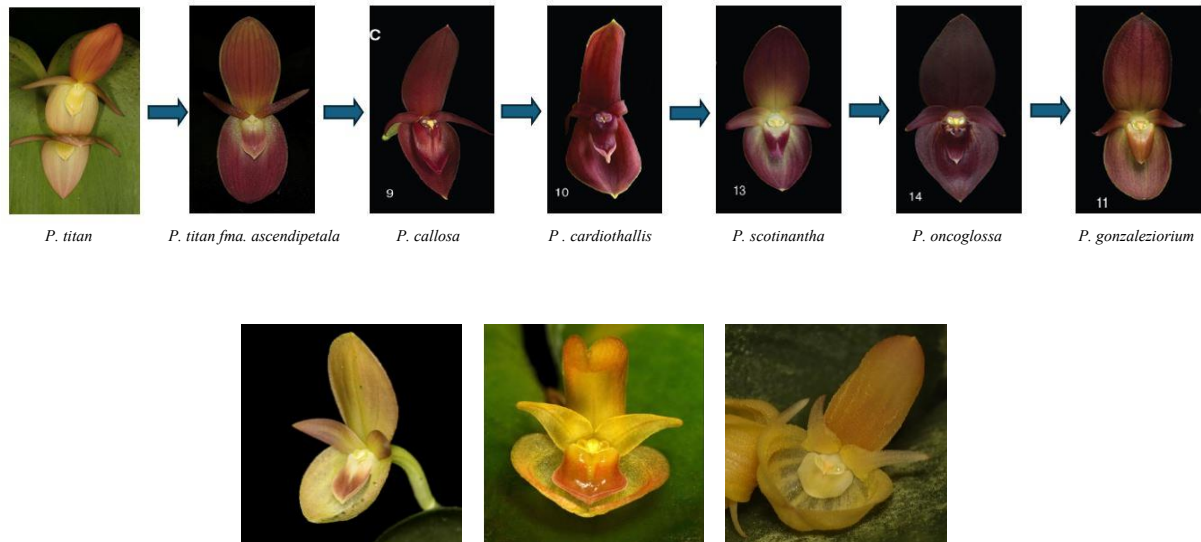 C
9
10
13
14
11
P. titan
P. titan fma. ascendipetala
P. callosa
P . cardiothallis
P. scotinantha
P. oncoglossa
P. gonzaleziorium